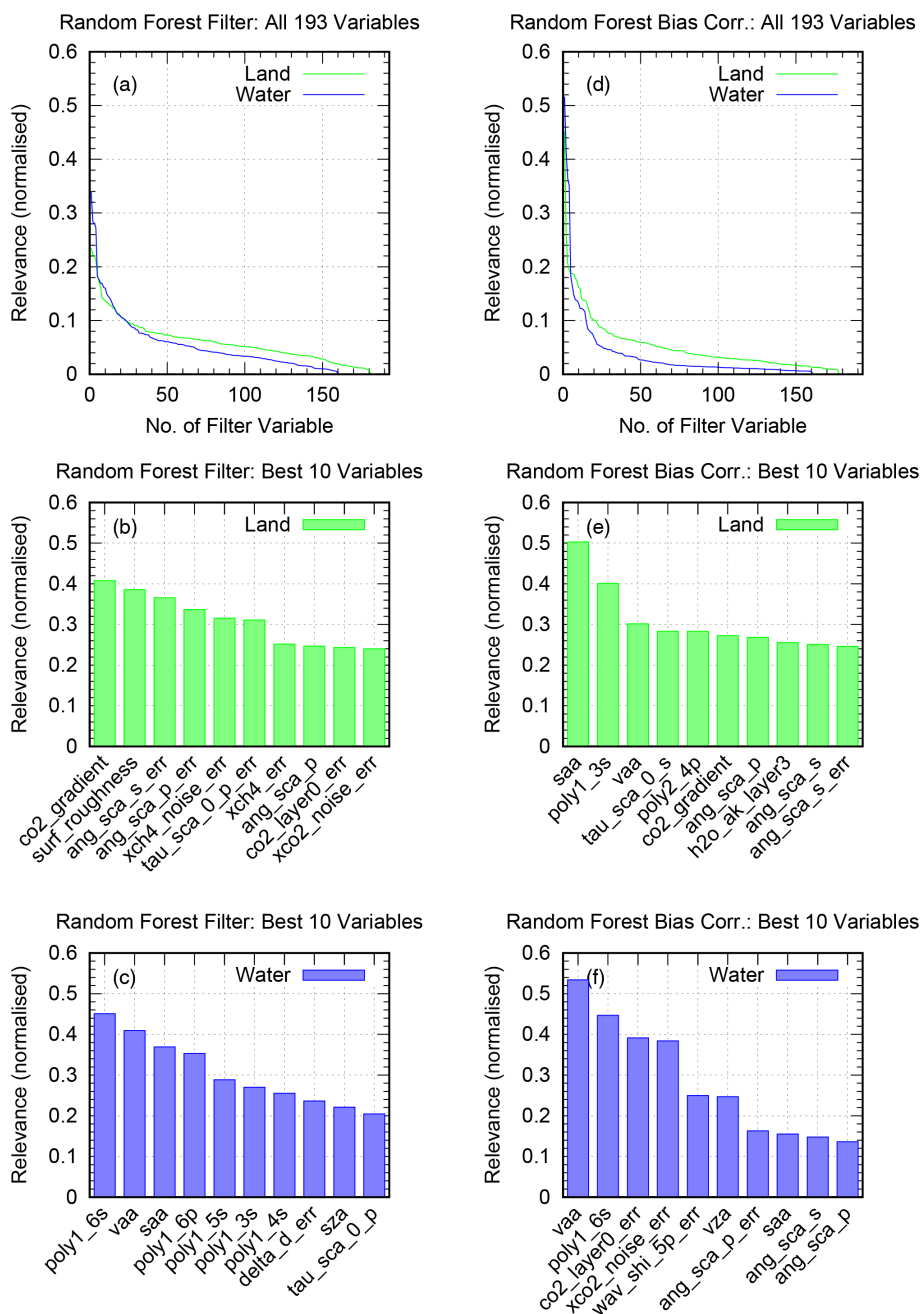 Random Forest Filter: All 193 Variables
Relevance (normalised)
0.6
0.5
0.4
0.3
0.2
0.1
0
(a)
Land
Water
0
50
100
150
No. of Filter Variable
Random Forest Bias Corr.: All 193 Variables
Relevance (normalised)
0.6
0.5
0.4
0.3
0.2
0.1
0
(d)
Land
Water
0
50
100
150
No. of Filter Variable
Random Forest Filter: Best 10 Variables
Relevance (normalised)
0.6
0.5
0.4
0.3
0.2
0.1
0
(b)
Land
co2_gradient
surf_roughness
ang_sca_s_err
ang_sca_p_err
xch4_noise_err
tau_sca_0_p_err
xch4_err
ang_sca_p
co2_layer0_err
xco2_noise_err
Random Forest Bias Corr.: Best 10 Variables
Relevance (normalised)
0.6
0.5
0.4
0.3
0.2
0.1
0
(e)
Land
saa
poly1_3s
vaa
tau_sca_0_s
poly2_4p
co2_gradient
ang_sca_p
h2o_ak_layer3
ang_sca_s
ang_sca_s_err
Random Forest Filter: Best 10 Variables
Relevance (normalised)
0.6
0.5
0.4
0.3
0.2
0.1
0
(c)
Water
poly1_6s
vaa
saa
poly1_6p
poly1_5s
poly1_3s
poly1_4s
delta_d_err
sza
tau_sca_0_p
Random Forest Bias Corr.: Best 10 Variables
Relevance (normalised)
0.6
0.5
0.4
0.3
0.2
0.1
0
(f)
Water
vaa
poly1_6s
co2_layer0_err
xco2_noise_err
wav_shi_5p_err
vza
ang_sca_p_err
saa
ang_sca_s
ang_sca_p